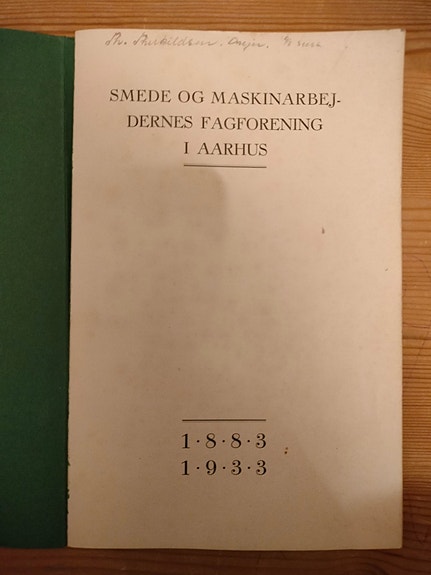 SMEDE OG MASKINARBEJ-
DERNES FAGFORENING
I AARHUS
1·8·8·3
1·9·3·3